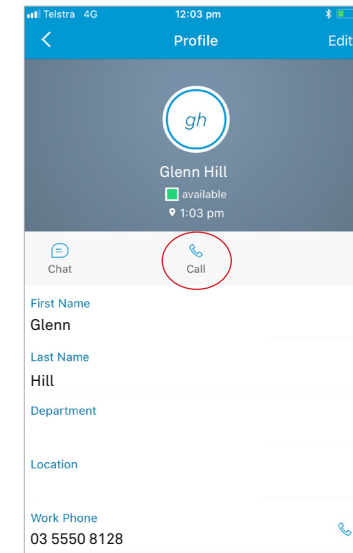 Telstra 4G 12:03 pm
Profile Edit
gh
Glenn Hill
available
1:03 pm
Chat Call
First Name
Glenn
Last Name
Hill
Department
Location
Work Phone
03 5550 8128